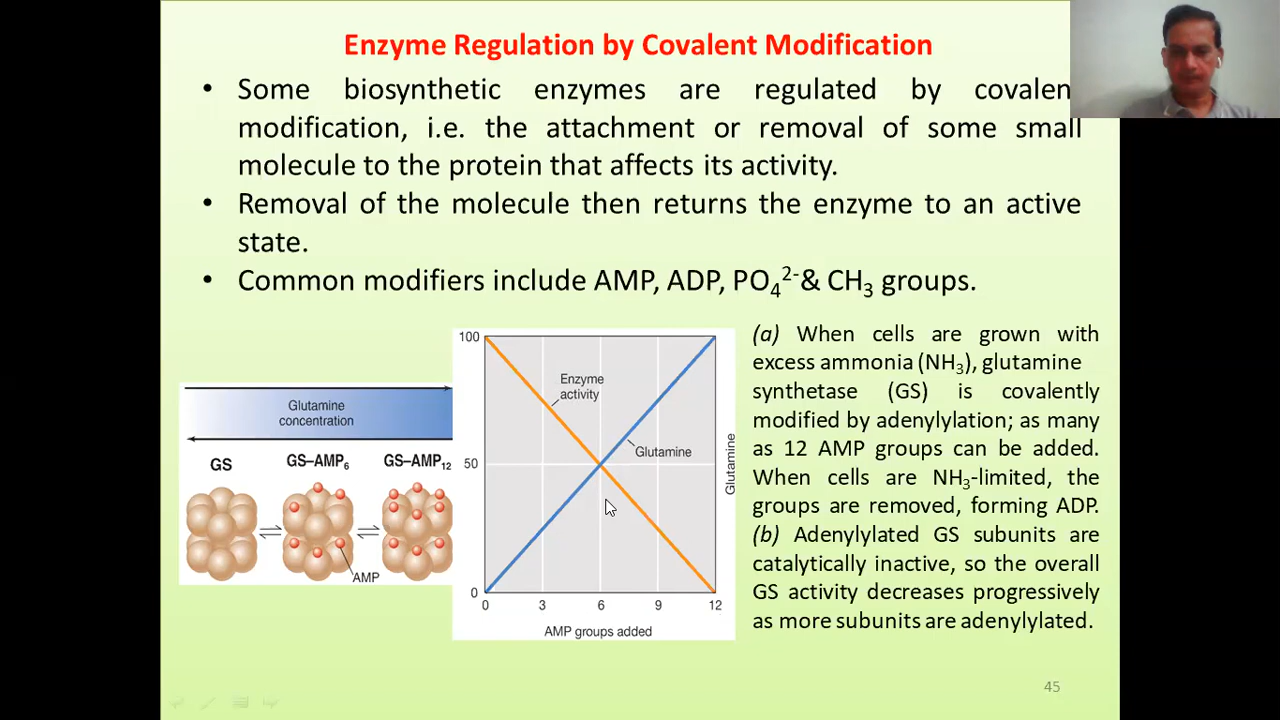 Enzyme Regulation by Covalent Modification
• Some biosynthetic enzymes are regulated by covalen
modification, i.e. the attachment or removal of some small
molecule to the protein that affects its activity.
• Removal of the molecule then returns the enzyme to an active
state.
• Common modifiers include AMP, ADP, PO₄²⁻& CH₃ groups.
Glutamine
concentration
GS
GS–AMP₆
GS–AMP₁₂
AMP
100
50
0
Enzyme
activity
Glutamine
Glutamine
0 3 6 9 12
AMP groups added
(a) When cells are grown with
excess ammonia (NH₃), glutamine
synthetase (GS) is covalently
modified by adenylylation; as many
as 12 AMP groups can be added.
When cells are NH₃-limited, the
groups are removed, forming ADP.
(b) Adenylylated GS subunits are
catalytically inactive, so the overall
GS activity decreases progressively
as more subunits are adenylylated.
45